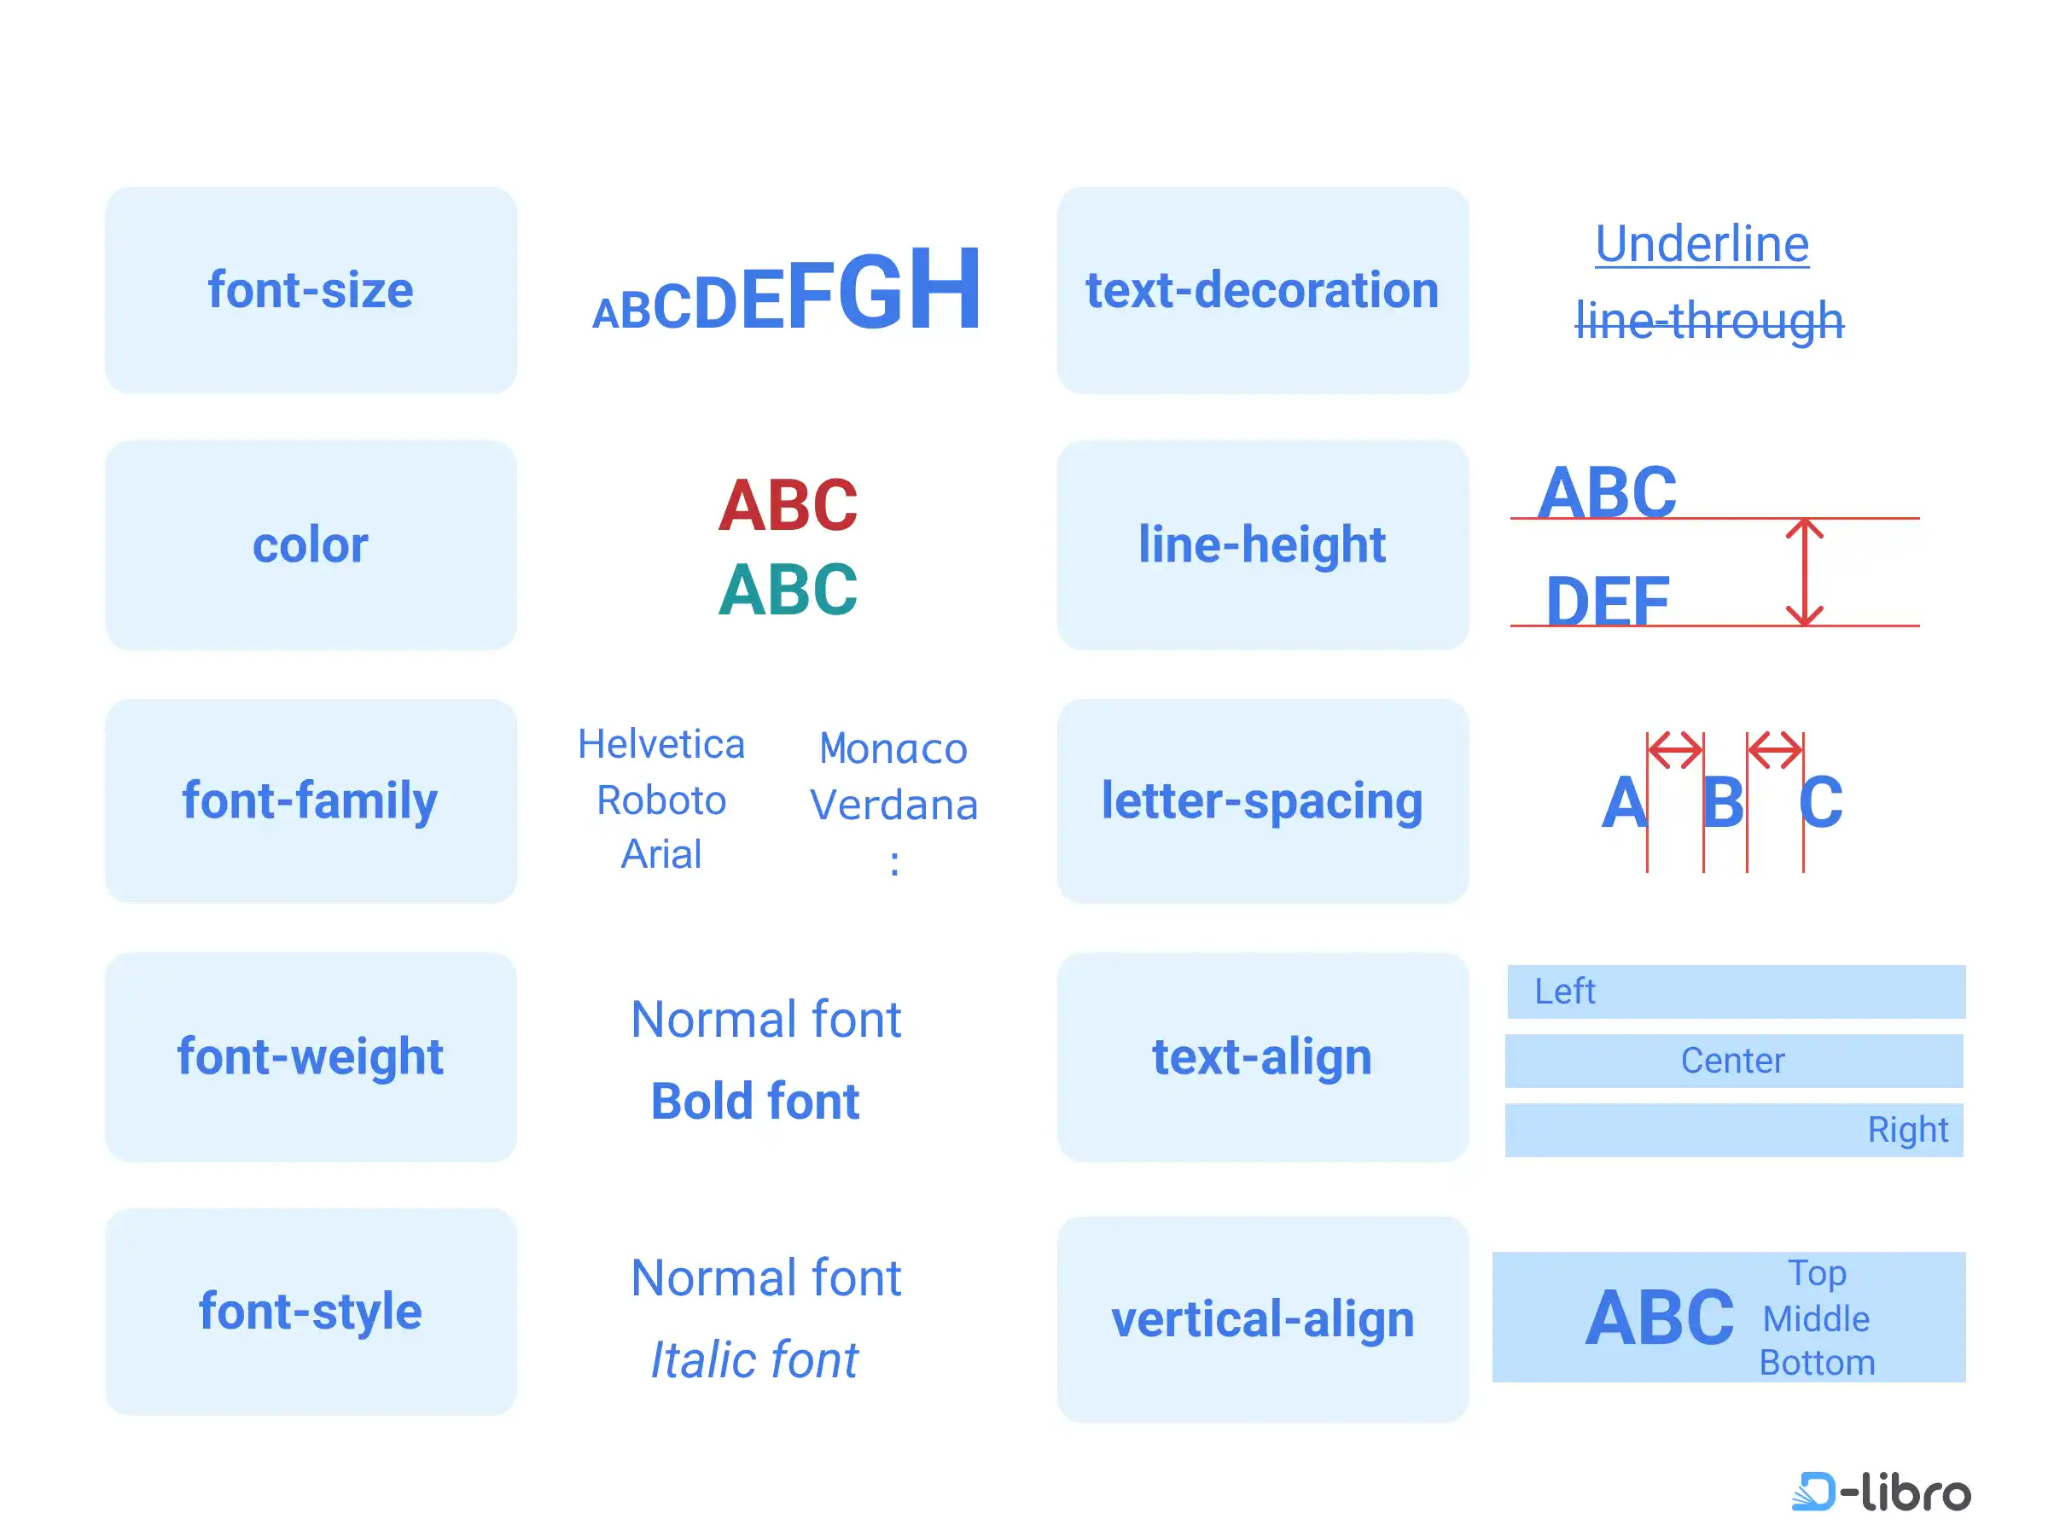 font-size
ABCDEFGH
color
ABC
ABC
font-family
Helvetica
Roboto
Arial
Monaco
Verdana
:
font-weight
Normal font
Bold font
font-style
Normal font
Italic font
text-decoration
Underline
line-through
line-height
ABC
DEF
letter-spacing
A B C
text-align
Left
Center
Right
vertical-align
ABC
Top
Middle
Bottom
D-libro